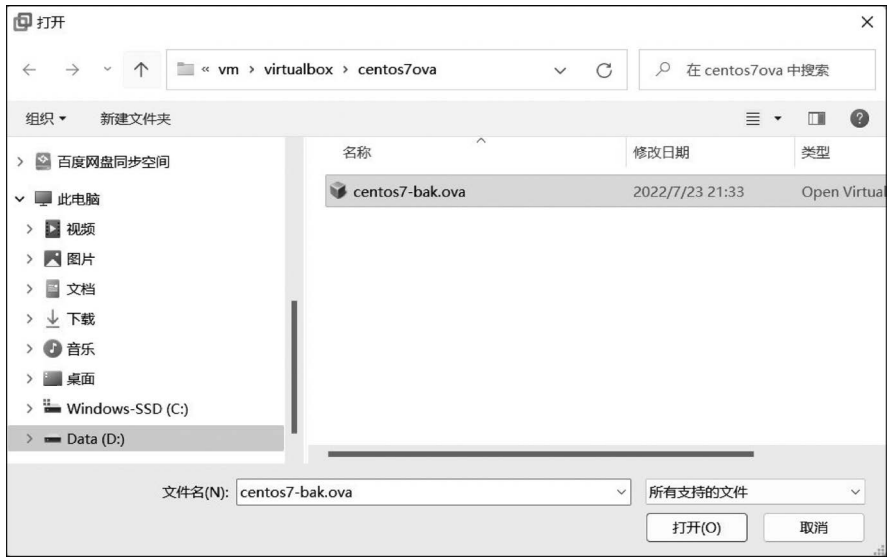 打开
« vm › virtualbox › centos7ova
在 centos7ova 中搜索
组织
新建文件夹
名称
修改日期
类型
百度网盘同步空间
此电脑
视频
图片
文档
下载
音乐
桌面
Windows-SSD (C:)
Data (D:)
centos7-bak.ova
2022/7/23 21:33
Open Virtual
文件名(N):
centos7-bak.ova
所有支持的文件
打开(O)
取消